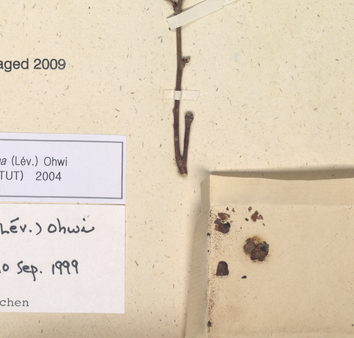 aged 2009
a (Lév.) Ohwi
TUT) 2004
Lév.) Ohwi
0 Sep. 1999
chen